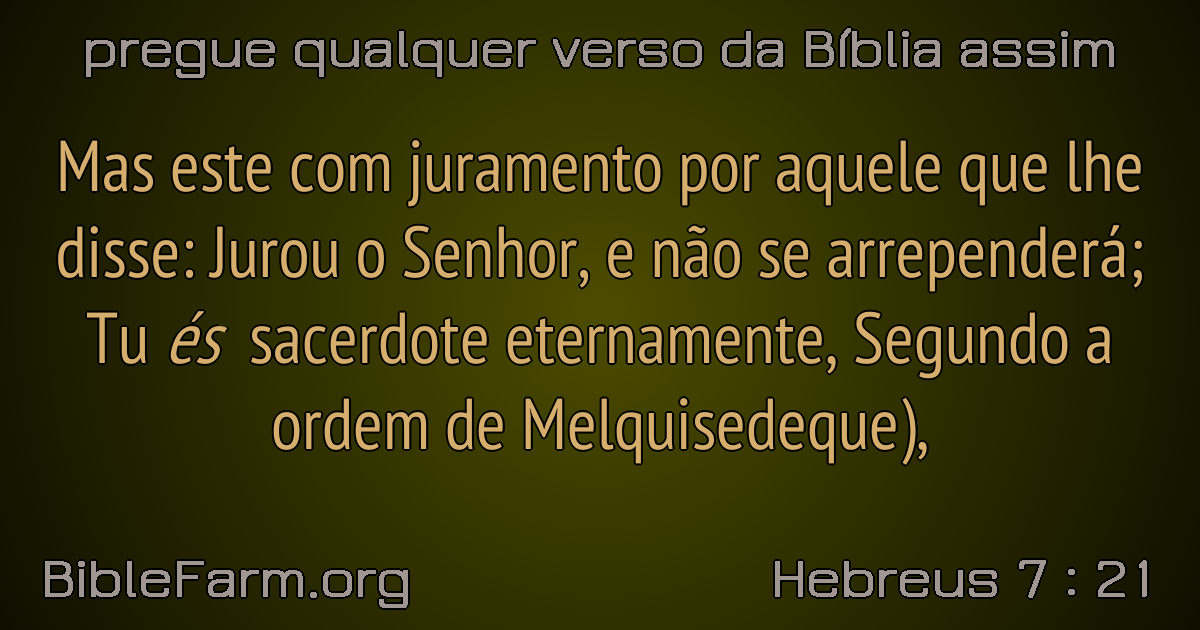 pregue qualquer verso da Bíblia assim
Mas este com juramento por aquele que lhe
disse: Jurou o Senhor, e não se arrependerá;
Tu és sacerdote eternamente, Segundo a
ordem de Melquisedeque),
BibleFarm.org
Hebreus 7 : 21